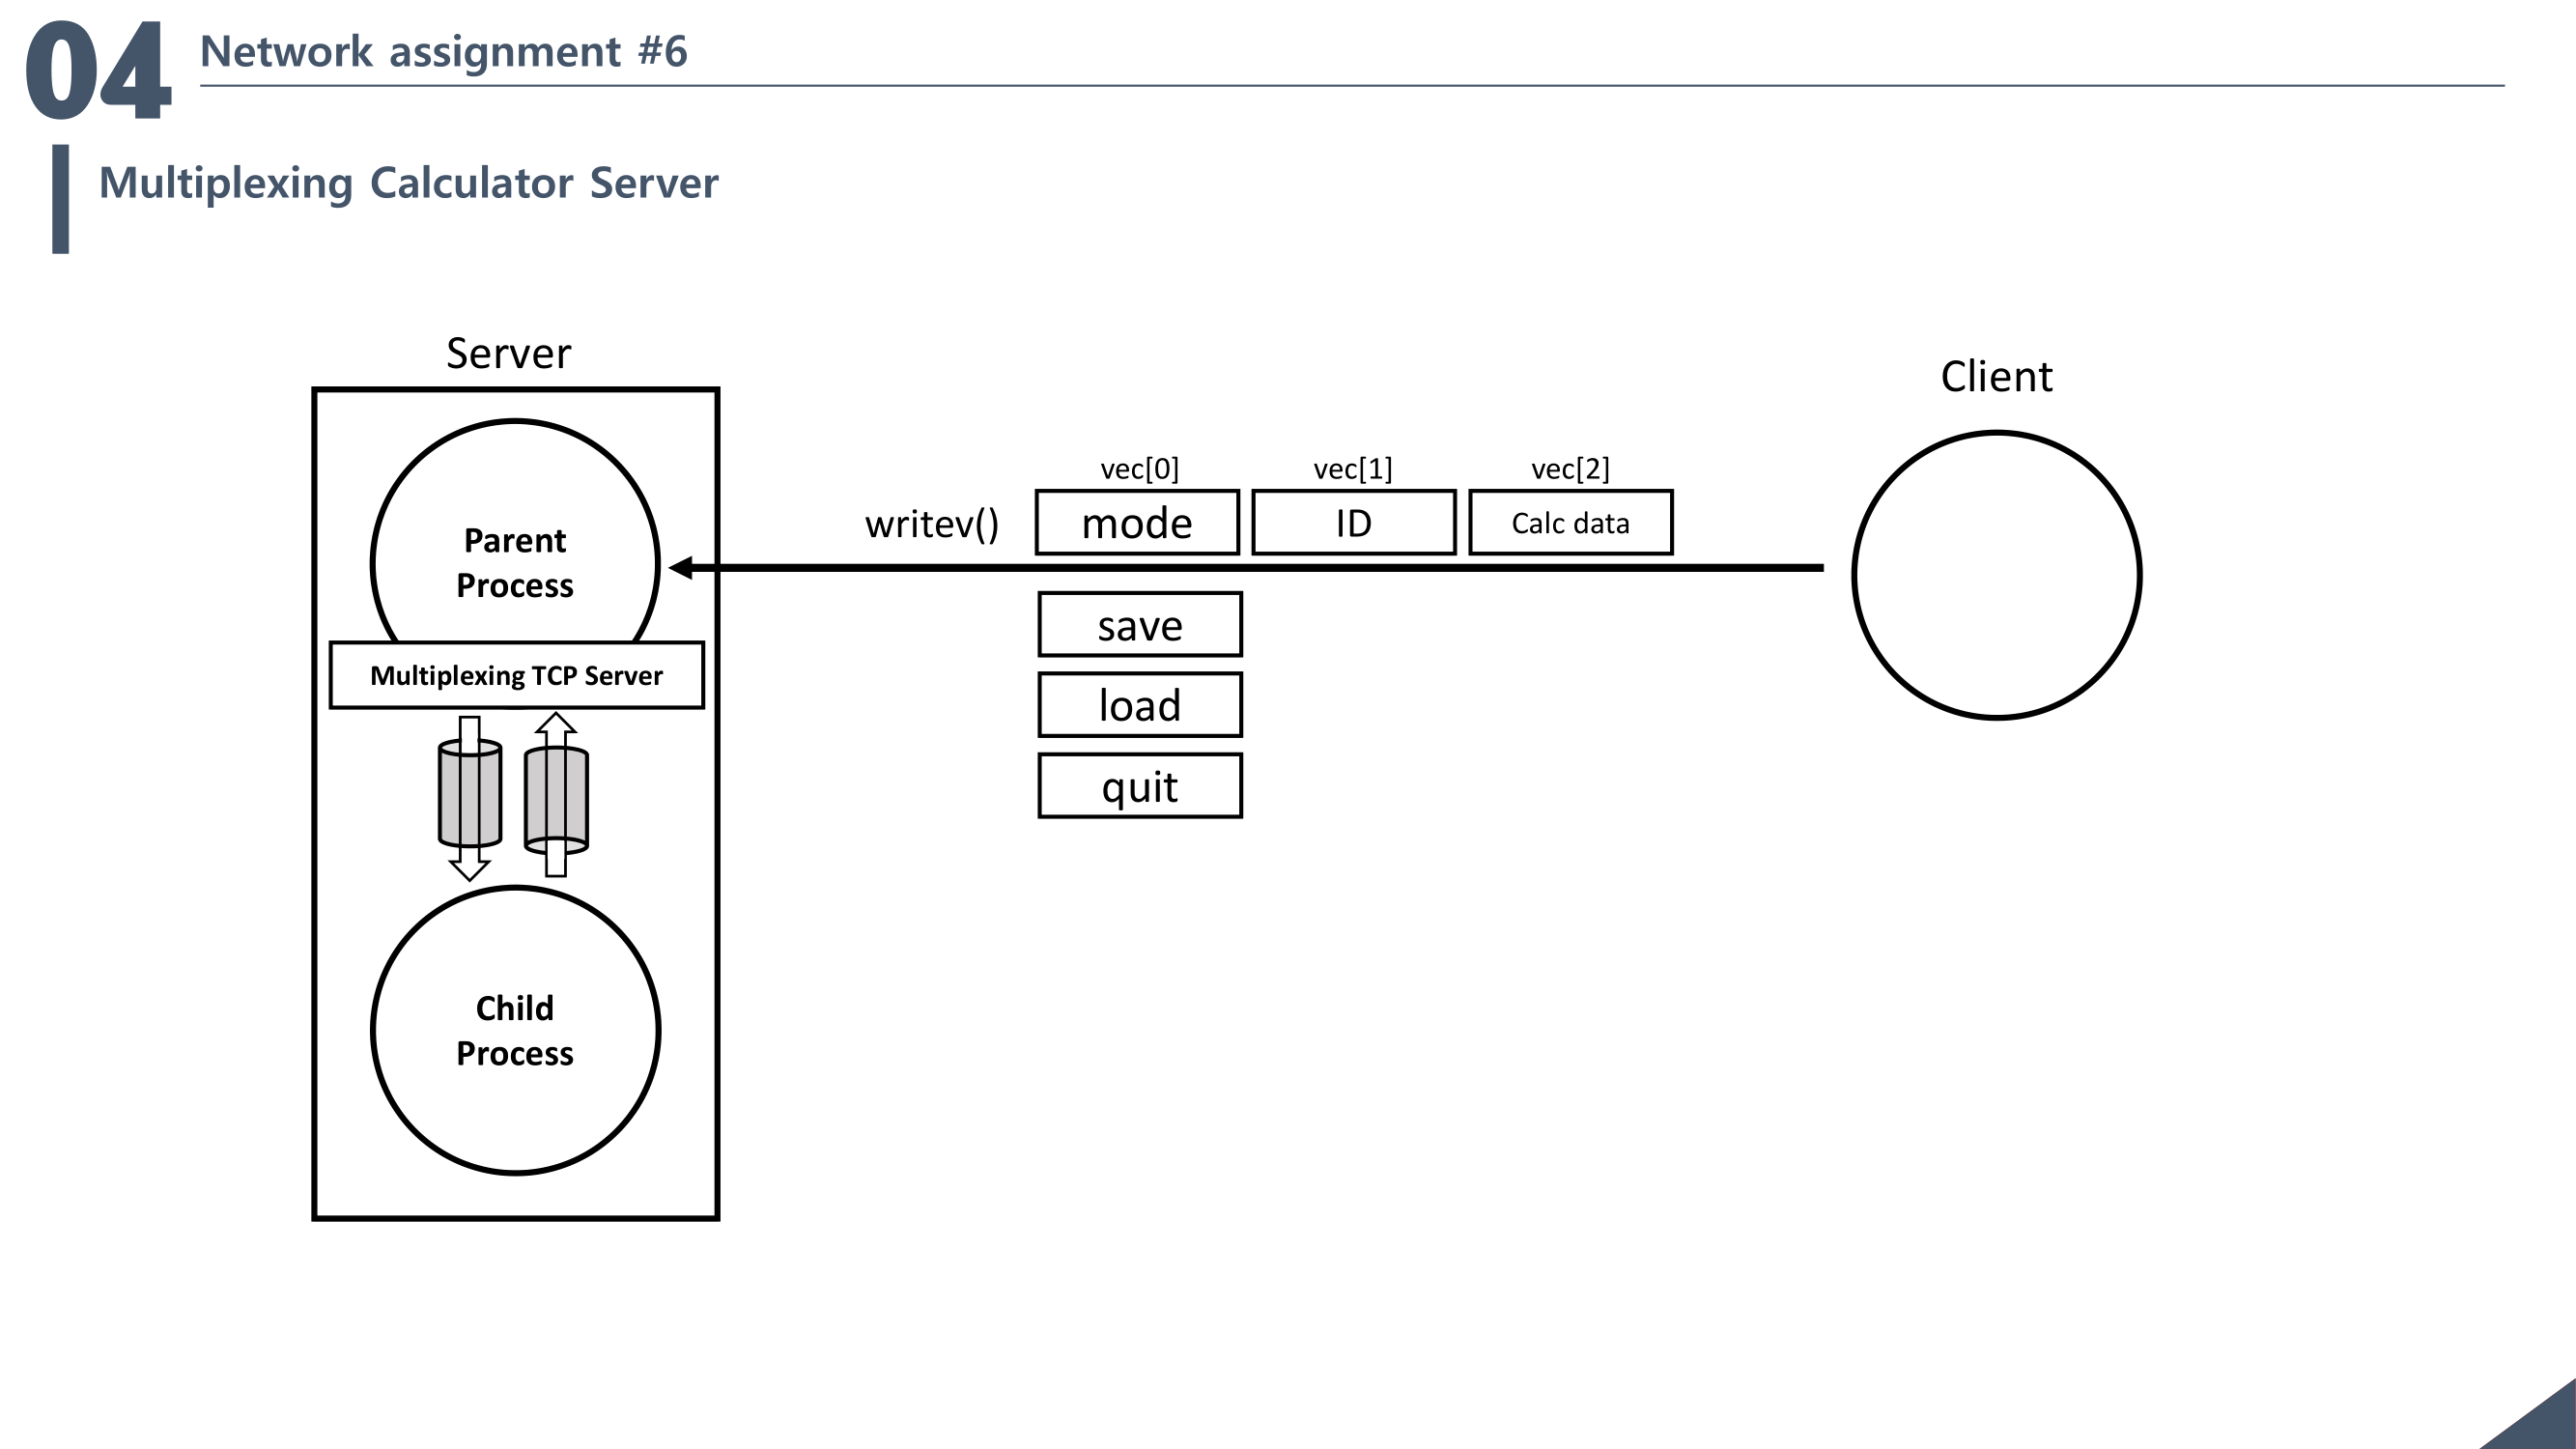 04
Network assignment #6
Multiplexing Calculator Server
Server
Client
vec[0] vec[1] vec[2]
writev() mode ID Calc data
Parent
Process
save
Multiplexing TCP Server
load
quit
Child
Process